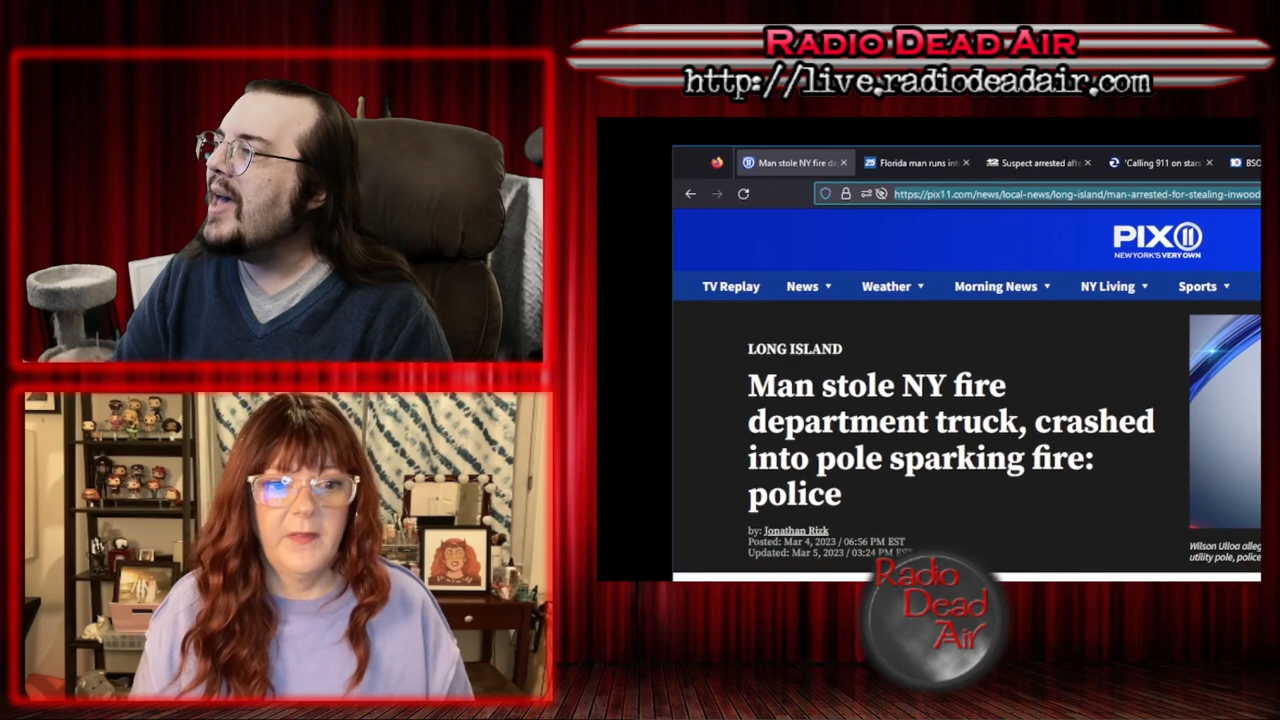 RADIO DEAD AIR
http://live.radiodeadair.com
Man stole NY fire de
Florida man runs int
Suspect arrested afte
'Calling 911 on stars
BSO
https://pix11.com/news/local-news/long-island/man-arrested-for-stealing-inwood
PIX11
NEW YORK'S VERY OWN
TV Replay News Weather Morning News NY Living Sports
LONG ISLAND
Man stole NY fire
department truck, crashed
into pole sparking fire:
police
by: Jonathan Rizk
Posted: Mar 4, 2023 / 06:56 PM EST
Updated: Mar 5, 2023 / 03:24 PM EST
Wilson Ulloa alleg
utility pole, police
Radio
Dead
Air